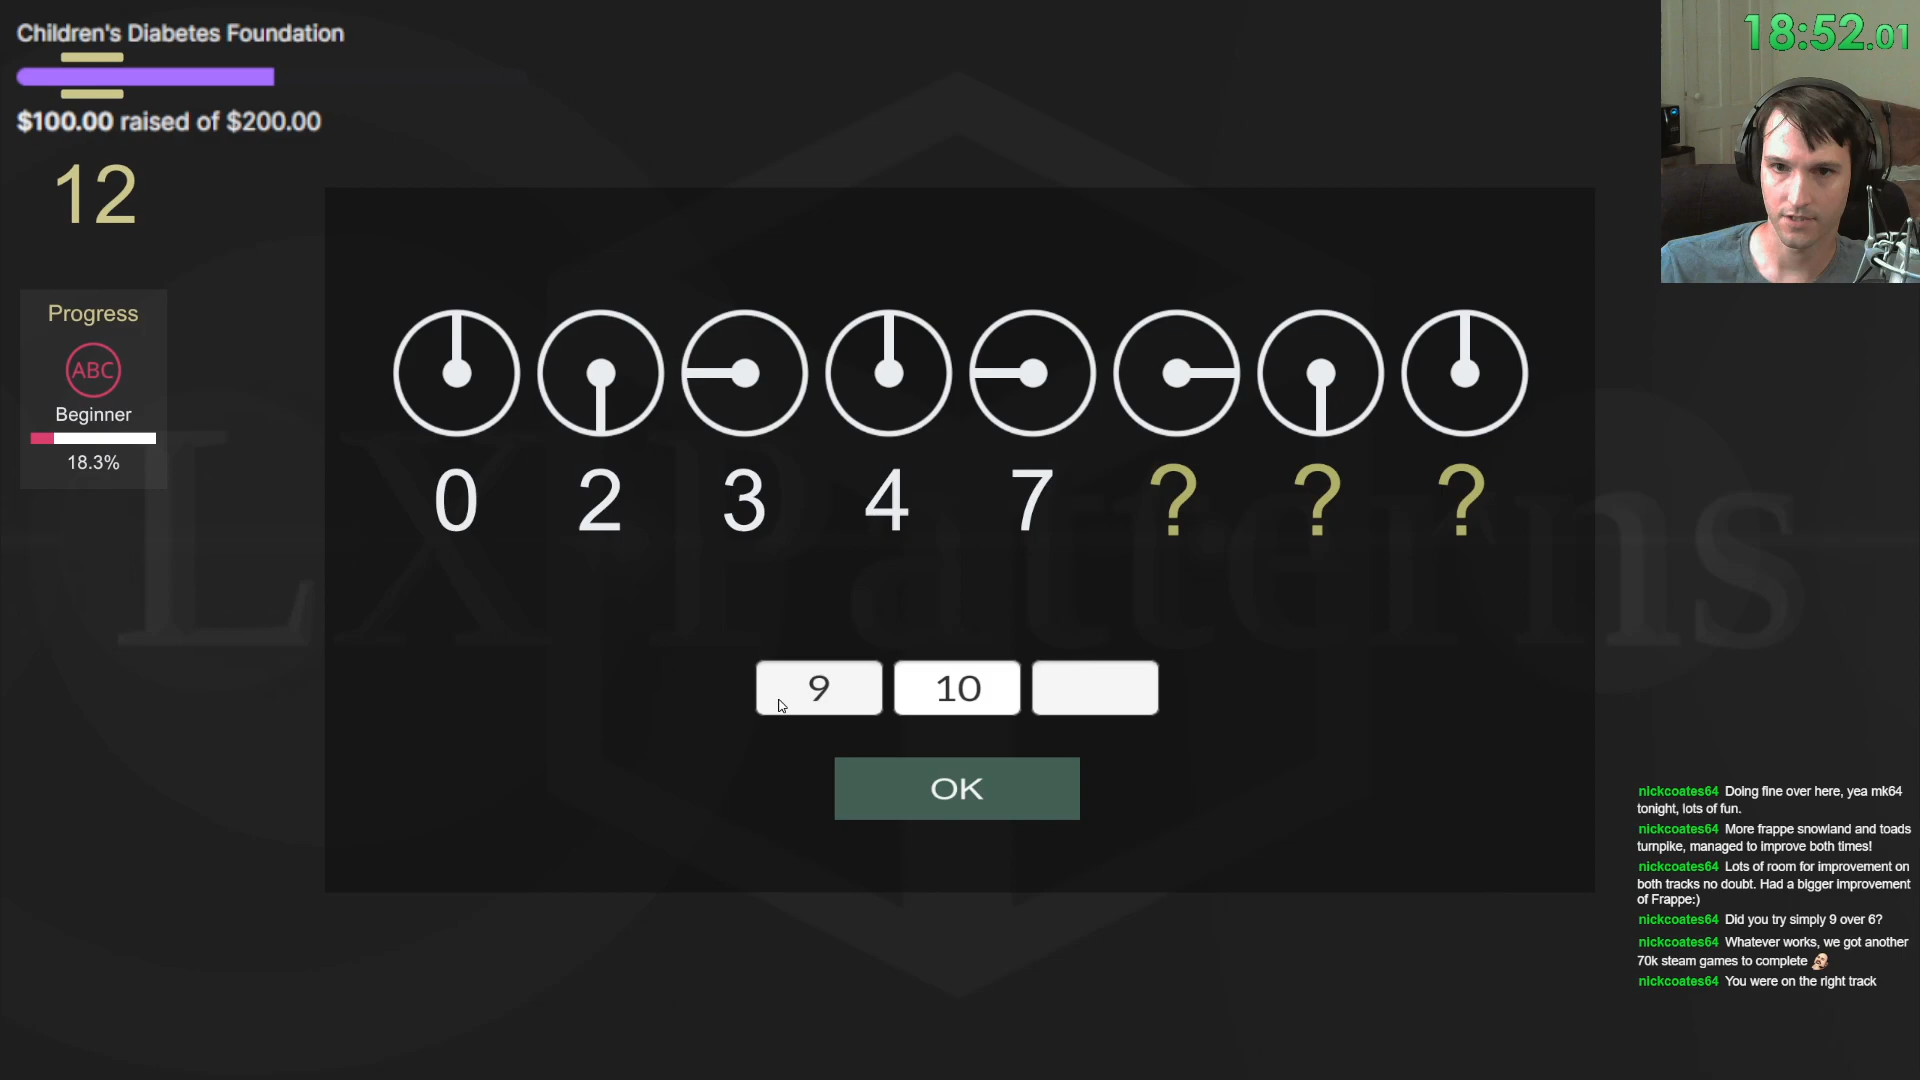 Children's Diabetes Foundation
$100.00 raised of $200.00
12
Progress
ABC
Beginner
18.3%
18:52.01
0 2 3 4 7 ? ? ?
LX Patterns
9 10
OK
nickcoates64 Doing fine over here, yea mk64
tonight, lots of fun.
nickcoates64 More frappe snowland and toads
turnpike, managed to improve both times!
nickcoates64 Lots of room for improvement on
both tracks no doubt. Had a bigger improvement
of Frappe:)
nickcoates64 Did you try simply 9 over 6?
nickcoates64 Whatever works, we got another
70k steam games to complete
nickcoates64 You were on the right track